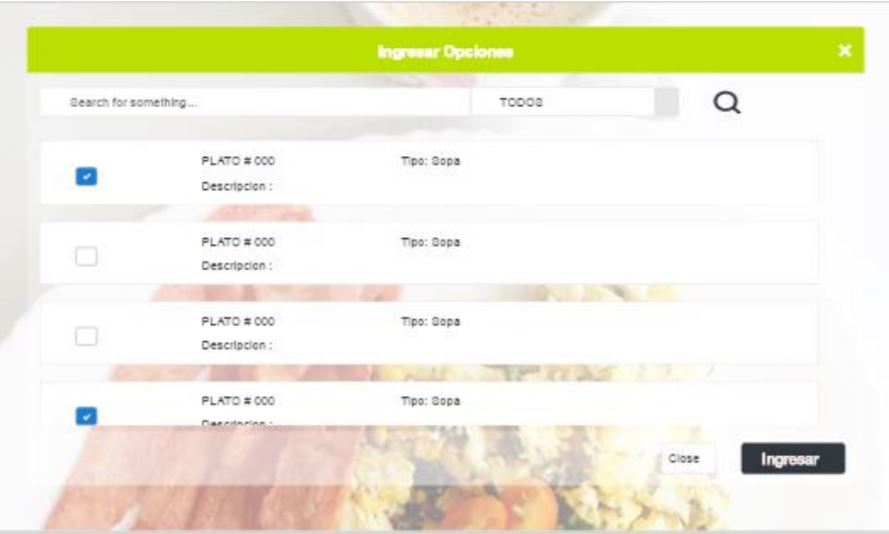 Ingresar Opciones ×
Search for something... TODOS
PLATO # 000 Tipo: Sopa
Descripcion :
PLATO # 000 Tipo: Sopa
Descripcion :
PLATO # 000 Tipo: Sopa
Descripcion :
PLATO # 000 Tipo: Sopa
Descripcion :
Close Ingresar